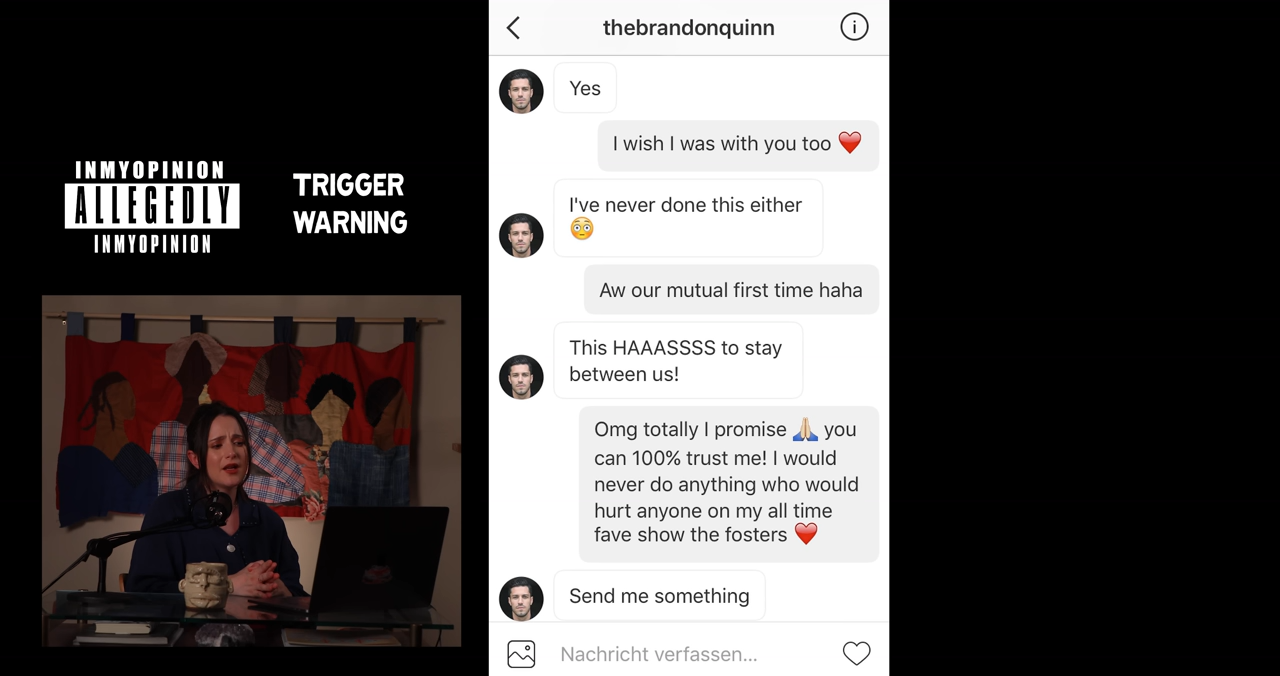 INMYOPINION
ALLEGEDLY
INMYOPINION
TRIGGER
WARNING
thebrandonquinn
Yes
I wish I was with you too ❤️
I've never done this either
😳
Aw our mutual first time haha
This HAAASSSS to stay
between us!
Omg totally I promise 🙏🏼 you
can 100% trust me! I would
never do anything who would
hurt anyone on my all time
fave show the fosters ❤️
Send me something
Nachricht verfassen...